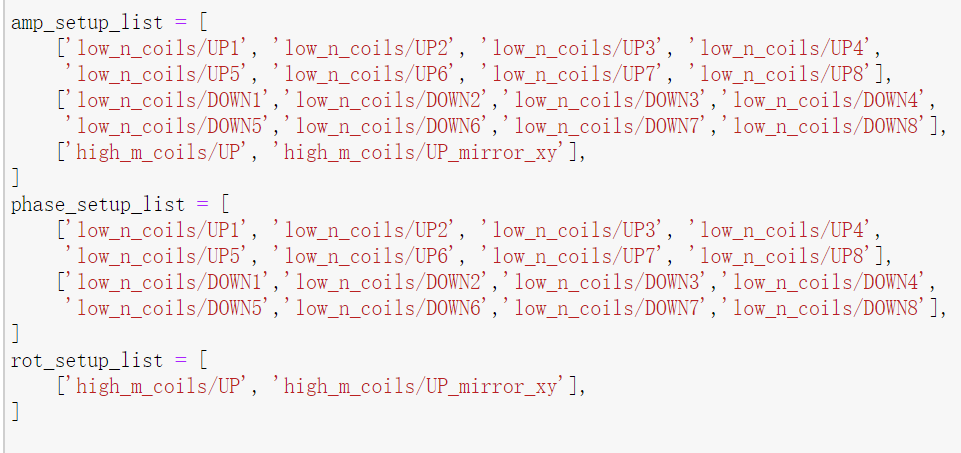 amp_setup_list = [
    ['low_n_coils/UP1', 'low_n_coils/UP2', 'low_n_coils/UP3', 'low_n_coils/UP4',
     'low_n_coils/UP5', 'low_n_coils/UP6', 'low_n_coils/UP7', 'low_n_coils/UP8'],
    ['low_n_coils/DOWN1','low_n_coils/DOWN2','low_n_coils/DOWN3','low_n_coils/DOWN4',
     'low_n_coils/DOWN5','low_n_coils/DOWN6','low_n_coils/DOWN7','low_n_coils/DOWN8'],
    ['high_m_coils/UP', 'high_m_coils/UP_mirror_xy'],
]
phase_setup_list = [
    ['low_n_coils/UP1', 'low_n_coils/UP2', 'low_n_coils/UP3', 'low_n_coils/UP4',
     'low_n_coils/UP5', 'low_n_coils/UP6', 'low_n_coils/UP7', 'low_n_coils/UP8'],
    ['low_n_coils/DOWN1','low_n_coils/DOWN2','low_n_coils/DOWN3','low_n_coils/DOWN4',
     'low_n_coils/DOWN5','low_n_coils/DOWN6','low_n_coils/DOWN7','low_n_coils/DOWN8'],
]
rot_setup_list = [
    ['high_m_coils/UP', 'high_m_coils/UP_mirror_xy'],
]